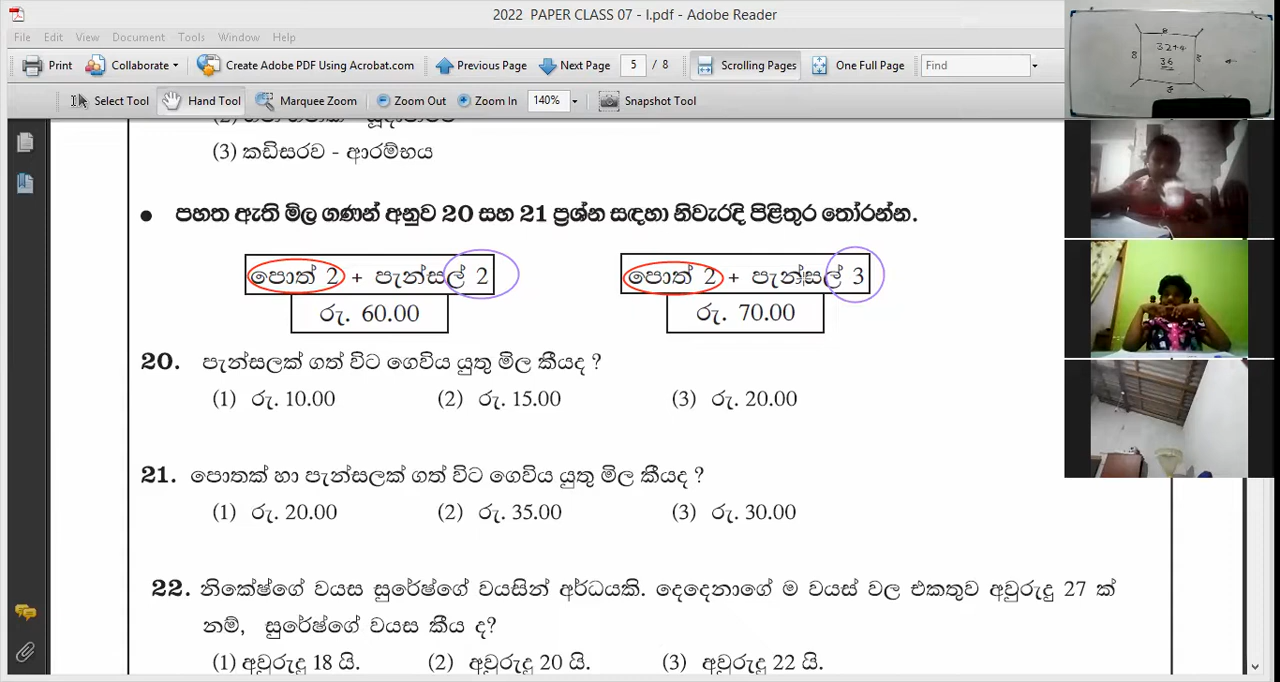 2022 PAPER CLASS 07 - I.pdf - Adobe Reader
File Edit View Document Tools Window Help
Print Collaborate Create Adobe PDF Using Acrobat.com Previous Page Next Page 5 / 8 Scrolling Pages One Full Page Find
Select Tool Hand Tool Marquee Zoom Zoom Out Zoom In 140% Snapshot Tool
(3) කඩිසරව - ආරම්භය
• පහත ඇති මිල ගණන් අනුව 20 සහ 21 ප්‍රශ්න සඳහා නිවැරදි පිළිතුර තෝරන්න.
පොත් 2 + පැන්සල් 2 පොත් 2 + පැන්සල් 3
රු. 60.00 රු. 70.00
20. පැන්සලක් ගත් විට ගෙවිය යුතු මිල කීයද ?
(1) රු. 10.00 (2) රු. 15.00 (3) රු. 20.00
21. පොතක් හා පැන්සලක් ගත් විට ගෙවිය යුතු මිල කීයද ?
(1) රු. 20.00 (2) රු. 35.00 (3) රු. 30.00
22. නිකේෂ්ගේ වයස සුරේෂ්ගේ වයසින් අර්ධයකි. දෙදෙනාගේ ම වයස් වල එකතුව අවුරුදු 27 ක්
නම්, සුරේෂ්ගේ වයස කීය ද?
(1) අවුරුදු 18 යි. (2) අවුරුදු 20 යි. (3) අවුරුදු 22 යි.
8
32+4
36
8